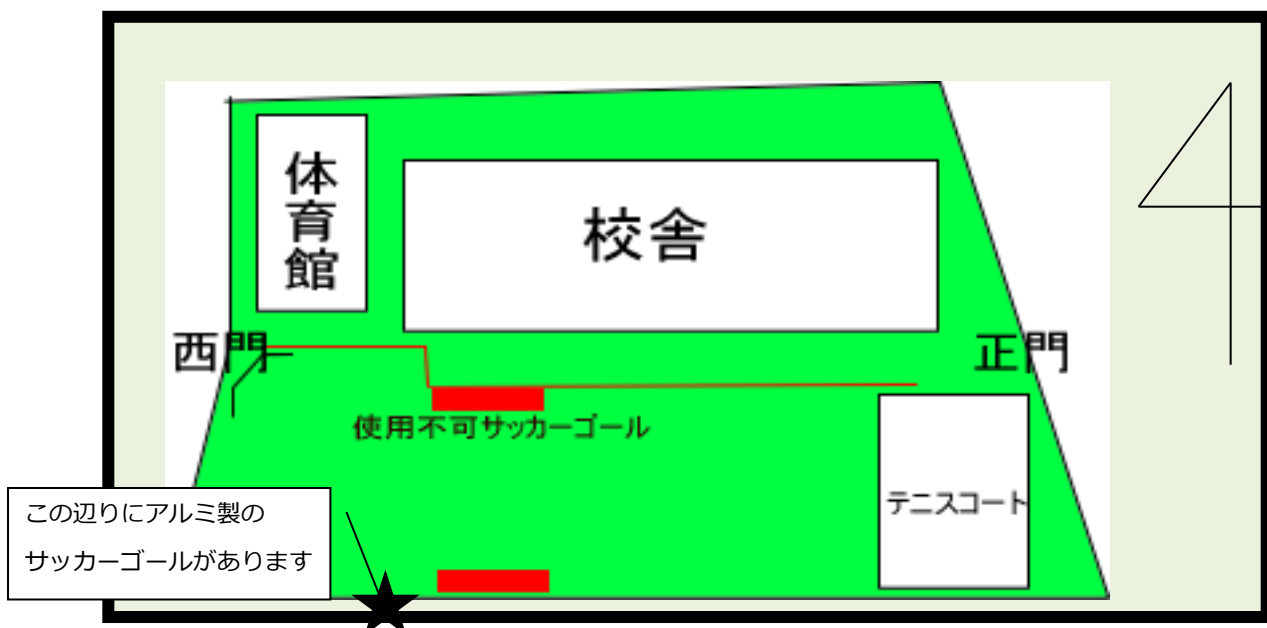 体育館
校舎
西門
正門
使用不可サッカーゴール
テニスコート
この辺りにアルミ製の
サッカーゴールがあります